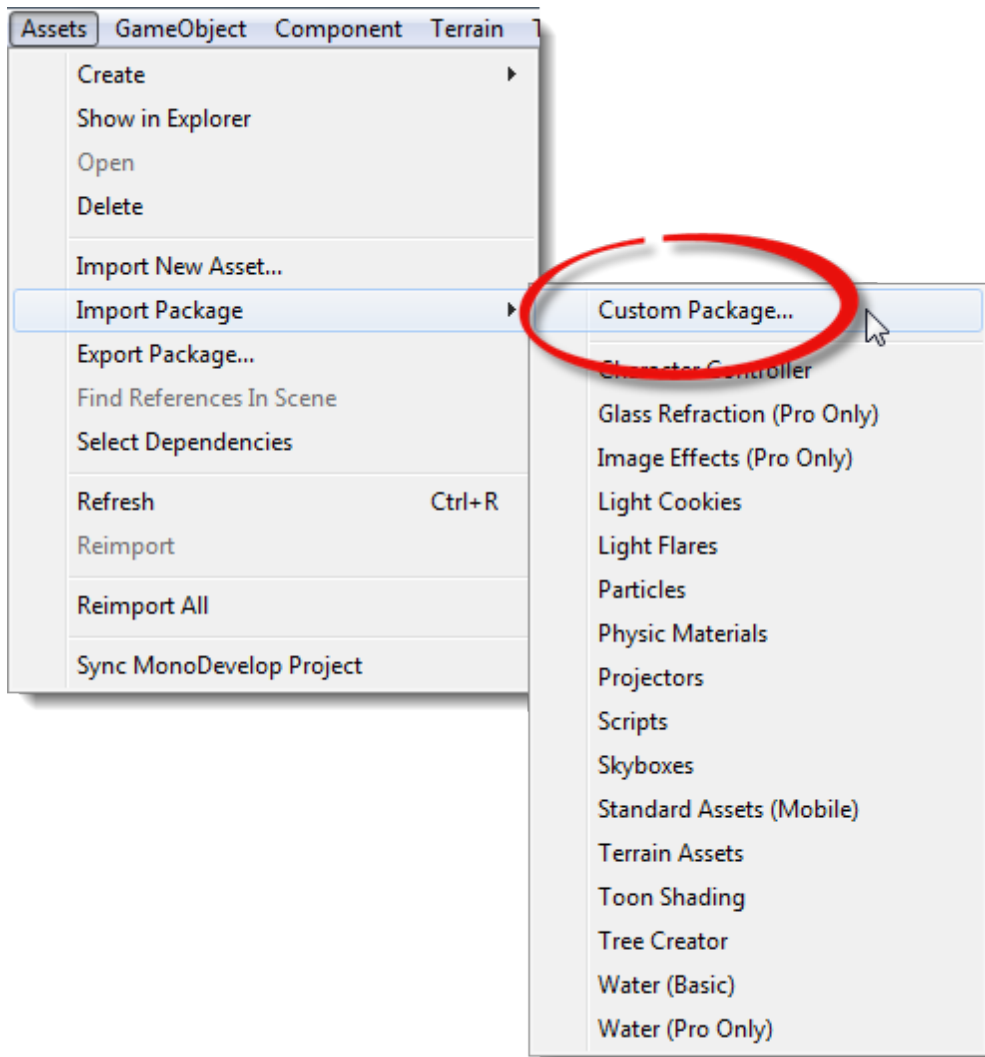 Assets GameObject Component Terrain
Create
Show in Explorer
Open
Delete
Import New Asset...
Import Package
Export Package...
Find References In Scene
Select Dependencies
Refresh Ctrl+R
Reimport
Reimport All
Sync MonoDevelop Project
Custom Package...
Character Controller
Glass Refraction (Pro Only)
Image Effects (Pro Only)
Light Cookies
Light Flares
Particles
Physic Materials
Projectors
Scripts
Skyboxes
Standard Assets (Mobile)
Terrain Assets
Toon Shading
Tree Creator
Water (Basic)
Water (Pro Only)